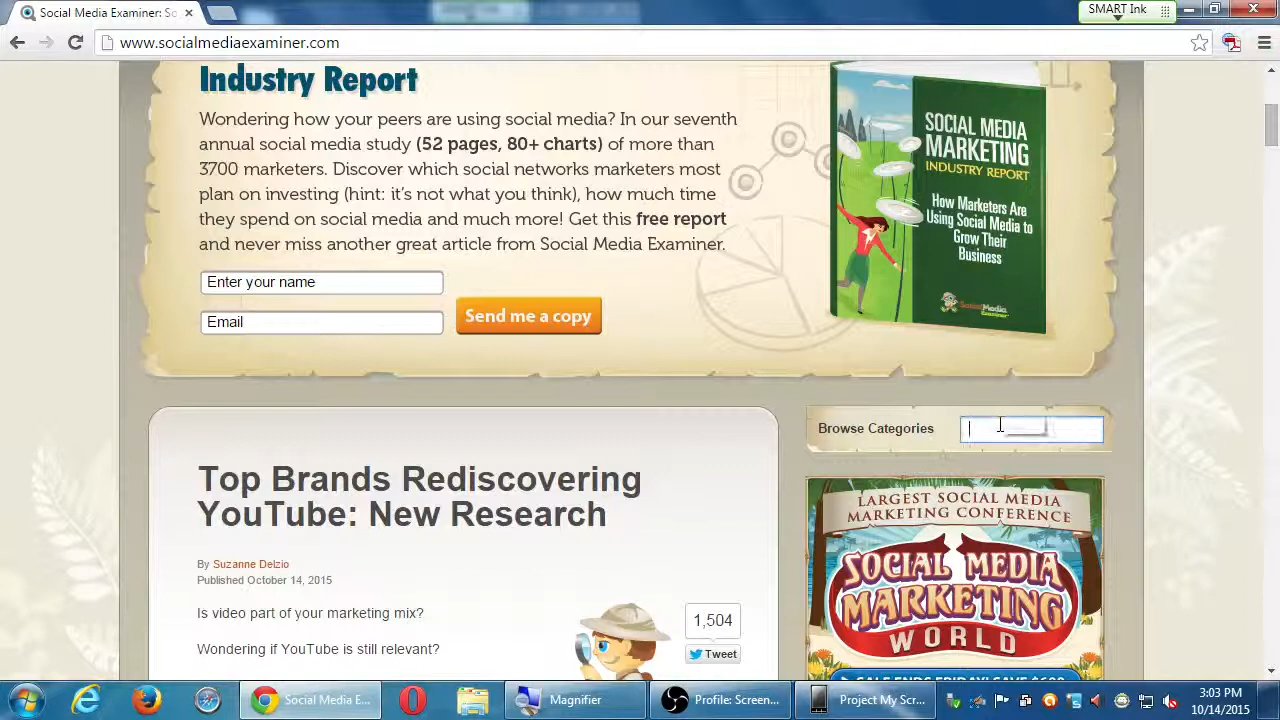 Social Media Examiner: So
SMART Ink
www.socialmediaexaminer.com
Industry Report
Wondering how your peers are using social media? In our seventh
annual social media study (52 pages, 80+ charts) of more than
3700 marketers. Discover which social networks marketers most
plan on investing (hint: it's not what you think), how much time
they spend on social media and much more! Get this free report
and never miss another great article from Social Media Examiner.
Enter your name
Email
Send me a copy
SOCIAL MEDIA
MARKETING
INDUSTRY REPORT
How Marketers Are
Using Social Media to
Grow Their
Business
Social Media
Examiner
Browse Categories
Top Brands Rediscovering
YouTube: New Research
By Suzanne Delzio
Published October 14, 2015
Is video part of your marketing mix?
Wondering if YouTube is still relevant?
1,504
Tweet
LARGEST SOCIAL MEDIA
MARKETING CONFERENCE
SOCIAL MEDIA
MARKETING
WORLD
Social Media E...
Magnifier
Profile: Screen...
Project My Scr...
3:03 PM
10/14/2015